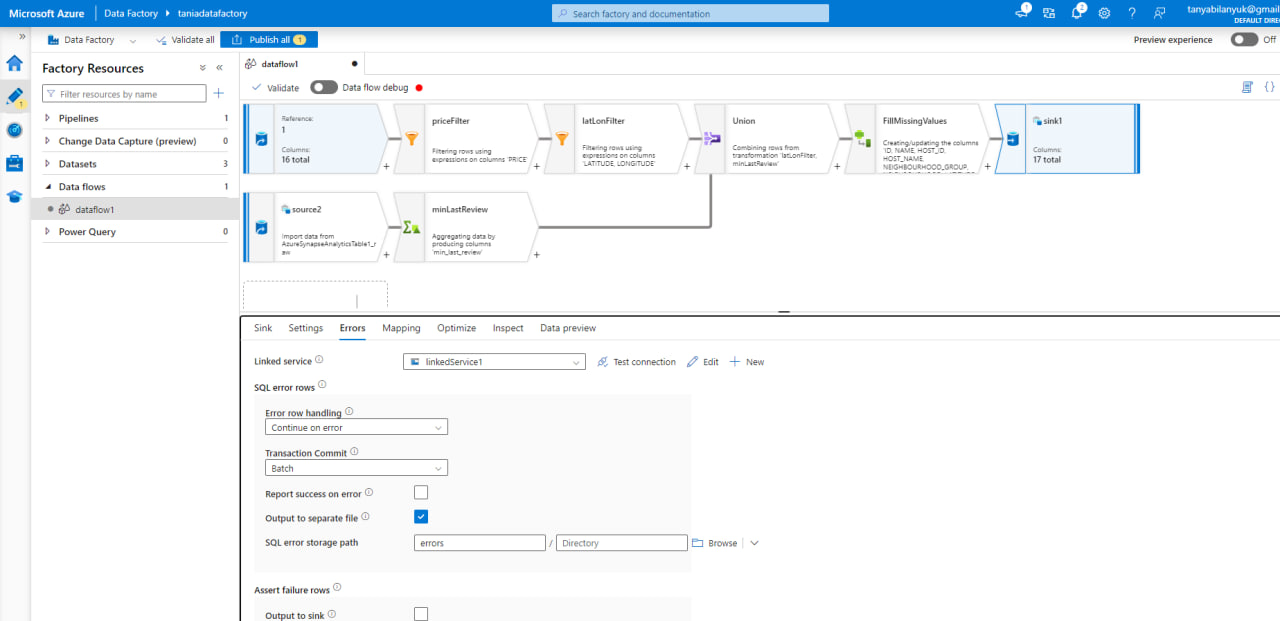 Microsoft Azure
Data Factory
taniadatafactory
Search factory and documentation
1
2
tanyabilanyuk@gmail
DEFAULT DIREC
Data Factory
Validate all
Publish all 1
Preview experience
Off
Factory Resources
Filter resources by name
Pipelines 1
Change Data Capture (preview) 0
Datasets 3
Data flows 1
dataflow1
Power Query 0
1
dataflow1
Validate
Data flow debug
Reference:
1
Columns:
16 total
priceFilter
Filtering rows using
expressions on columns 'PRICE'
latLonFilter
Filtering rows using
expressions on columns
'LATITUDE, LONGITUDE'
Union
Combining rows from
transformation 'latLonFilter,
minLastReview'
FillMissingValues
Creating/updating the columns
'ID, NAME, HOST_ID,
HOST_NAME,
NEIGHBOURHOOD_GROUP,
sink1
Columns:
17 total
source2
Import data from
AzureSynapseAnalyticsTable1_r
aw
minLastReview
Aggregating data by
producing columns
'min_last_review'
Sink
Settings
Errors
Mapping
Optimize
Inspect
Data preview
Linked service
linkedService1
Test connection
Edit
New
SQL error rows
Error row handling
Continue on error
Transaction Commit
Batch
Report success on error
Output to separate file
SQL error storage path
errors
/
Directory
Browse
Assert failure rows
Output to sink